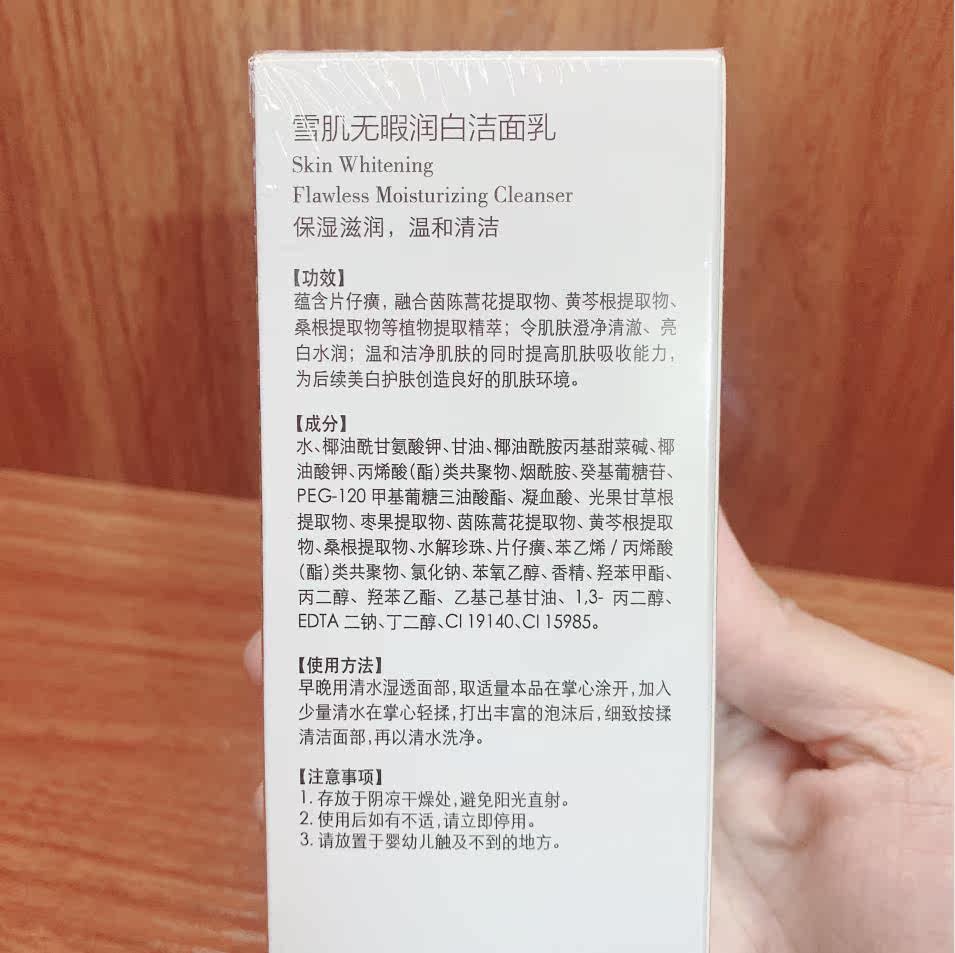 雪肌无暇润白洁面乳
Skin Whitening
Flawless Moisturizing Cleanser
保湿滋润，温和清洁
【功效】
蕴含片仔癀，融合茵陈蒿花提取物、黄芩根提取物、
桑根提取物等植物提取精萃；令肌肤澄净清澈、亮
白水润；温和洁净肌肤的同时提高肌肤吸收能力，
为后续美白护肤创造良好的肌肤环境。
【成分】
水、椰油酰甘氨酸钾、甘油、椰油酰胺丙基甜菜碱、椰
油酸钾、丙烯酸（酯）类共聚物、烟酰胺、癸基葡糖苷、
PEG-120 甲基葡糖三油酸酯、凝血酸、光果甘草根
提取物、枣果提取物、茵陈蒿花提取物、黄芩根提取
物、桑根提取物、水解珍珠、片仔癀、苯乙烯 / 丙烯酸
（酯）类共聚物、氯化钠、苯氧乙醇、香精、羟苯甲酯、
丙二醇、羟苯乙酯、乙基己基甘油、1,3- 丙二醇、
EDTA 二钠、丁二醇、CI 19140、CI 15985。
【使用方法】
早晚用清水湿透面部，取适量本品在掌心涂开，加入
少量清水在掌心轻揉，打出丰富的泡沫后，细致按揉
清洁面部，再以清水洗净。
【注意事项】
1. 存放于阴凉干燥处，避免阳光直射。
2. 使用后如有不适，请立即停用。
3. 请放置于婴幼儿触及不到的地方。